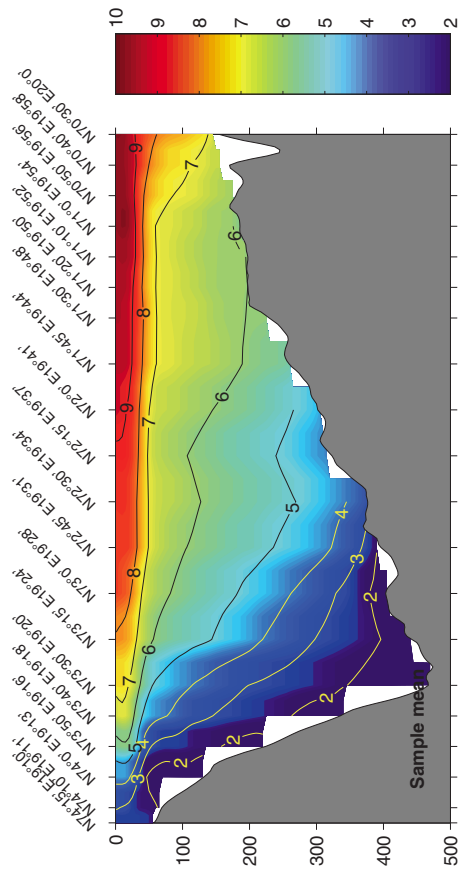 N74°15' E19°10'
N74°10' E19°11'
N74°0' E19°13'
N73°50' E19°16'
N73°40' E19°18'
N73°30' E19°20'
N73°15' E19°24'
N73°0' E19°28'
N72°45' E19°31'
N72°30' E19°34'
N72°15' E19°37'
N72°0' E19°41'
N71°45' E19°44'
N71°30' E19°48'
N71°20' E19°50'
N71°10' E19°52'
N71°0' E19°54'
N70°50' E19°56'
N70°40' E19°58'
N70°30' E20°0'
0
100
200
300
400
500
3
4
5
7
8
9
9
6
7
8
7
2
2
2
2
3
4
5
6
6
Sample mean
10
9
8
7
6
5
4
3
2